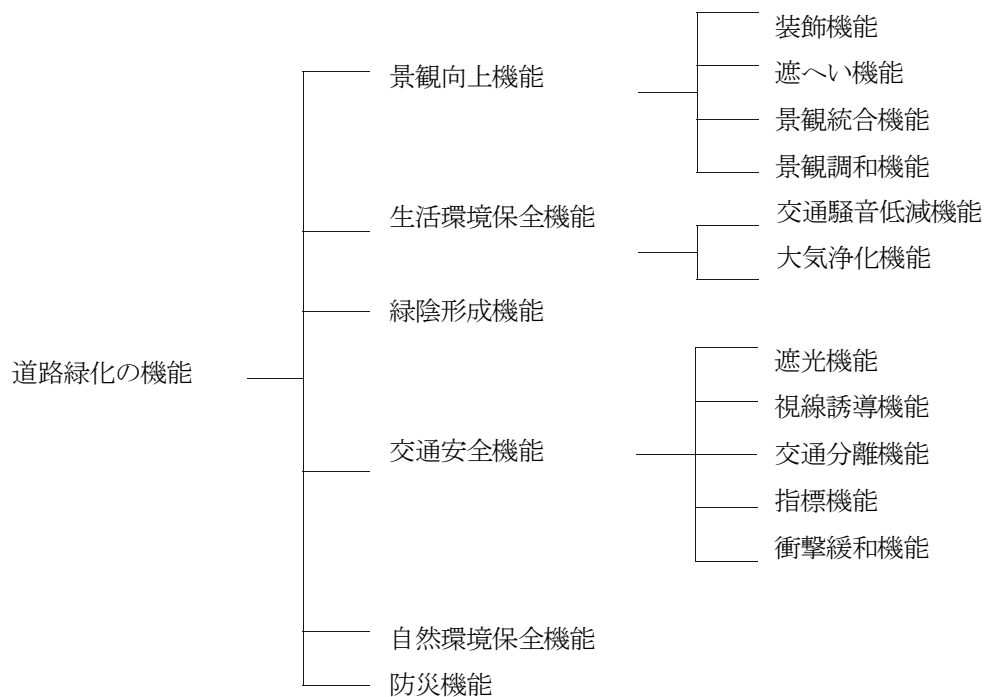 道路緑化の機能
景観向上機能
装飾機能
遮へい機能
景観統合機能
景観調和機能
生活環境保全機能
交通騒音低減機能
大気浄化機能
緑陰形成機能
交通安全機能
遮光機能
視線誘導機能
交通分離機能
指標機能
衝撃緩和機能
自然環境保全機能
防災機能